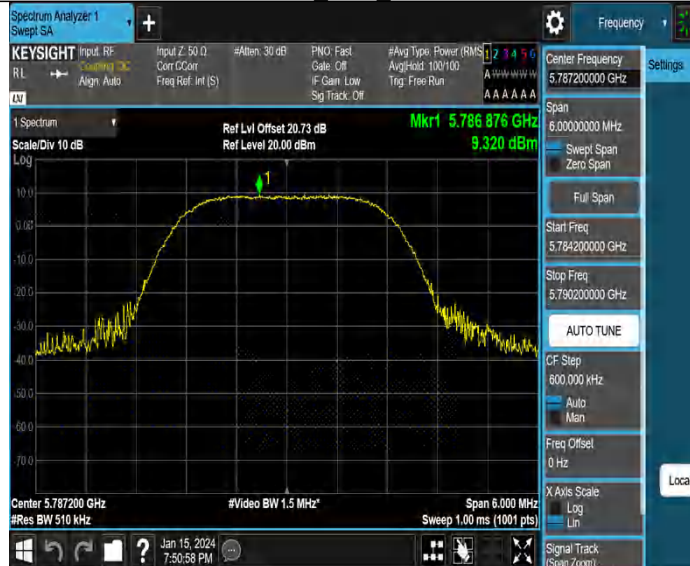 Spectrum Analyzer 1
Swept SA
+
Frequency
KEYSIGHT
RL
Input: RF
Coupling: DC
Align: Auto
Input Z: 50 Ω
Corr CCorr
Freq Ref: Int (S)
#Atten: 30 dB
PNO: Fast
Gate: Off
IF Gain: Low
Sig Track: Off
#Avg Type: Power (RMS
Avg|Hold: 100/100
Trig: Free Run
1 2 3 4 5 6
A W W W W W
A A A A A A
LXI
1 Spectrum
Scale/Div 10 dB
Ref Lvl Offset 20.73 dB
Ref Level 20.00 dBm
Mkr1 5.786 876 GHz
9.320 dBm
Log
1
10.0
0.00
-10.0
-20.0
-30.0
-40.0
-50.0
-60.0
-70.0
Center 5.787200 GHz
#Res BW 510 kHz
#Video BW 1.5 MHz*
Span 6.000 MHz
Sweep 1.00 ms (1001 pts)
Center Frequency
5.787200000 GHz
Settings
Span
6.00000000 MHz
Swept Span
Zero Span
Full Span
Start Freq
5.784200000 GHz
Stop Freq
5.790200000 GHz
AUTO TUNE
CF Step
600.000 kHz
Auto
Man
Freq Offset
0 Hz
Loca
X Axis Scale
Log
Lin
Signal Track
(Span Zoom)
?
Jan 15, 2024
7:50:58 PM